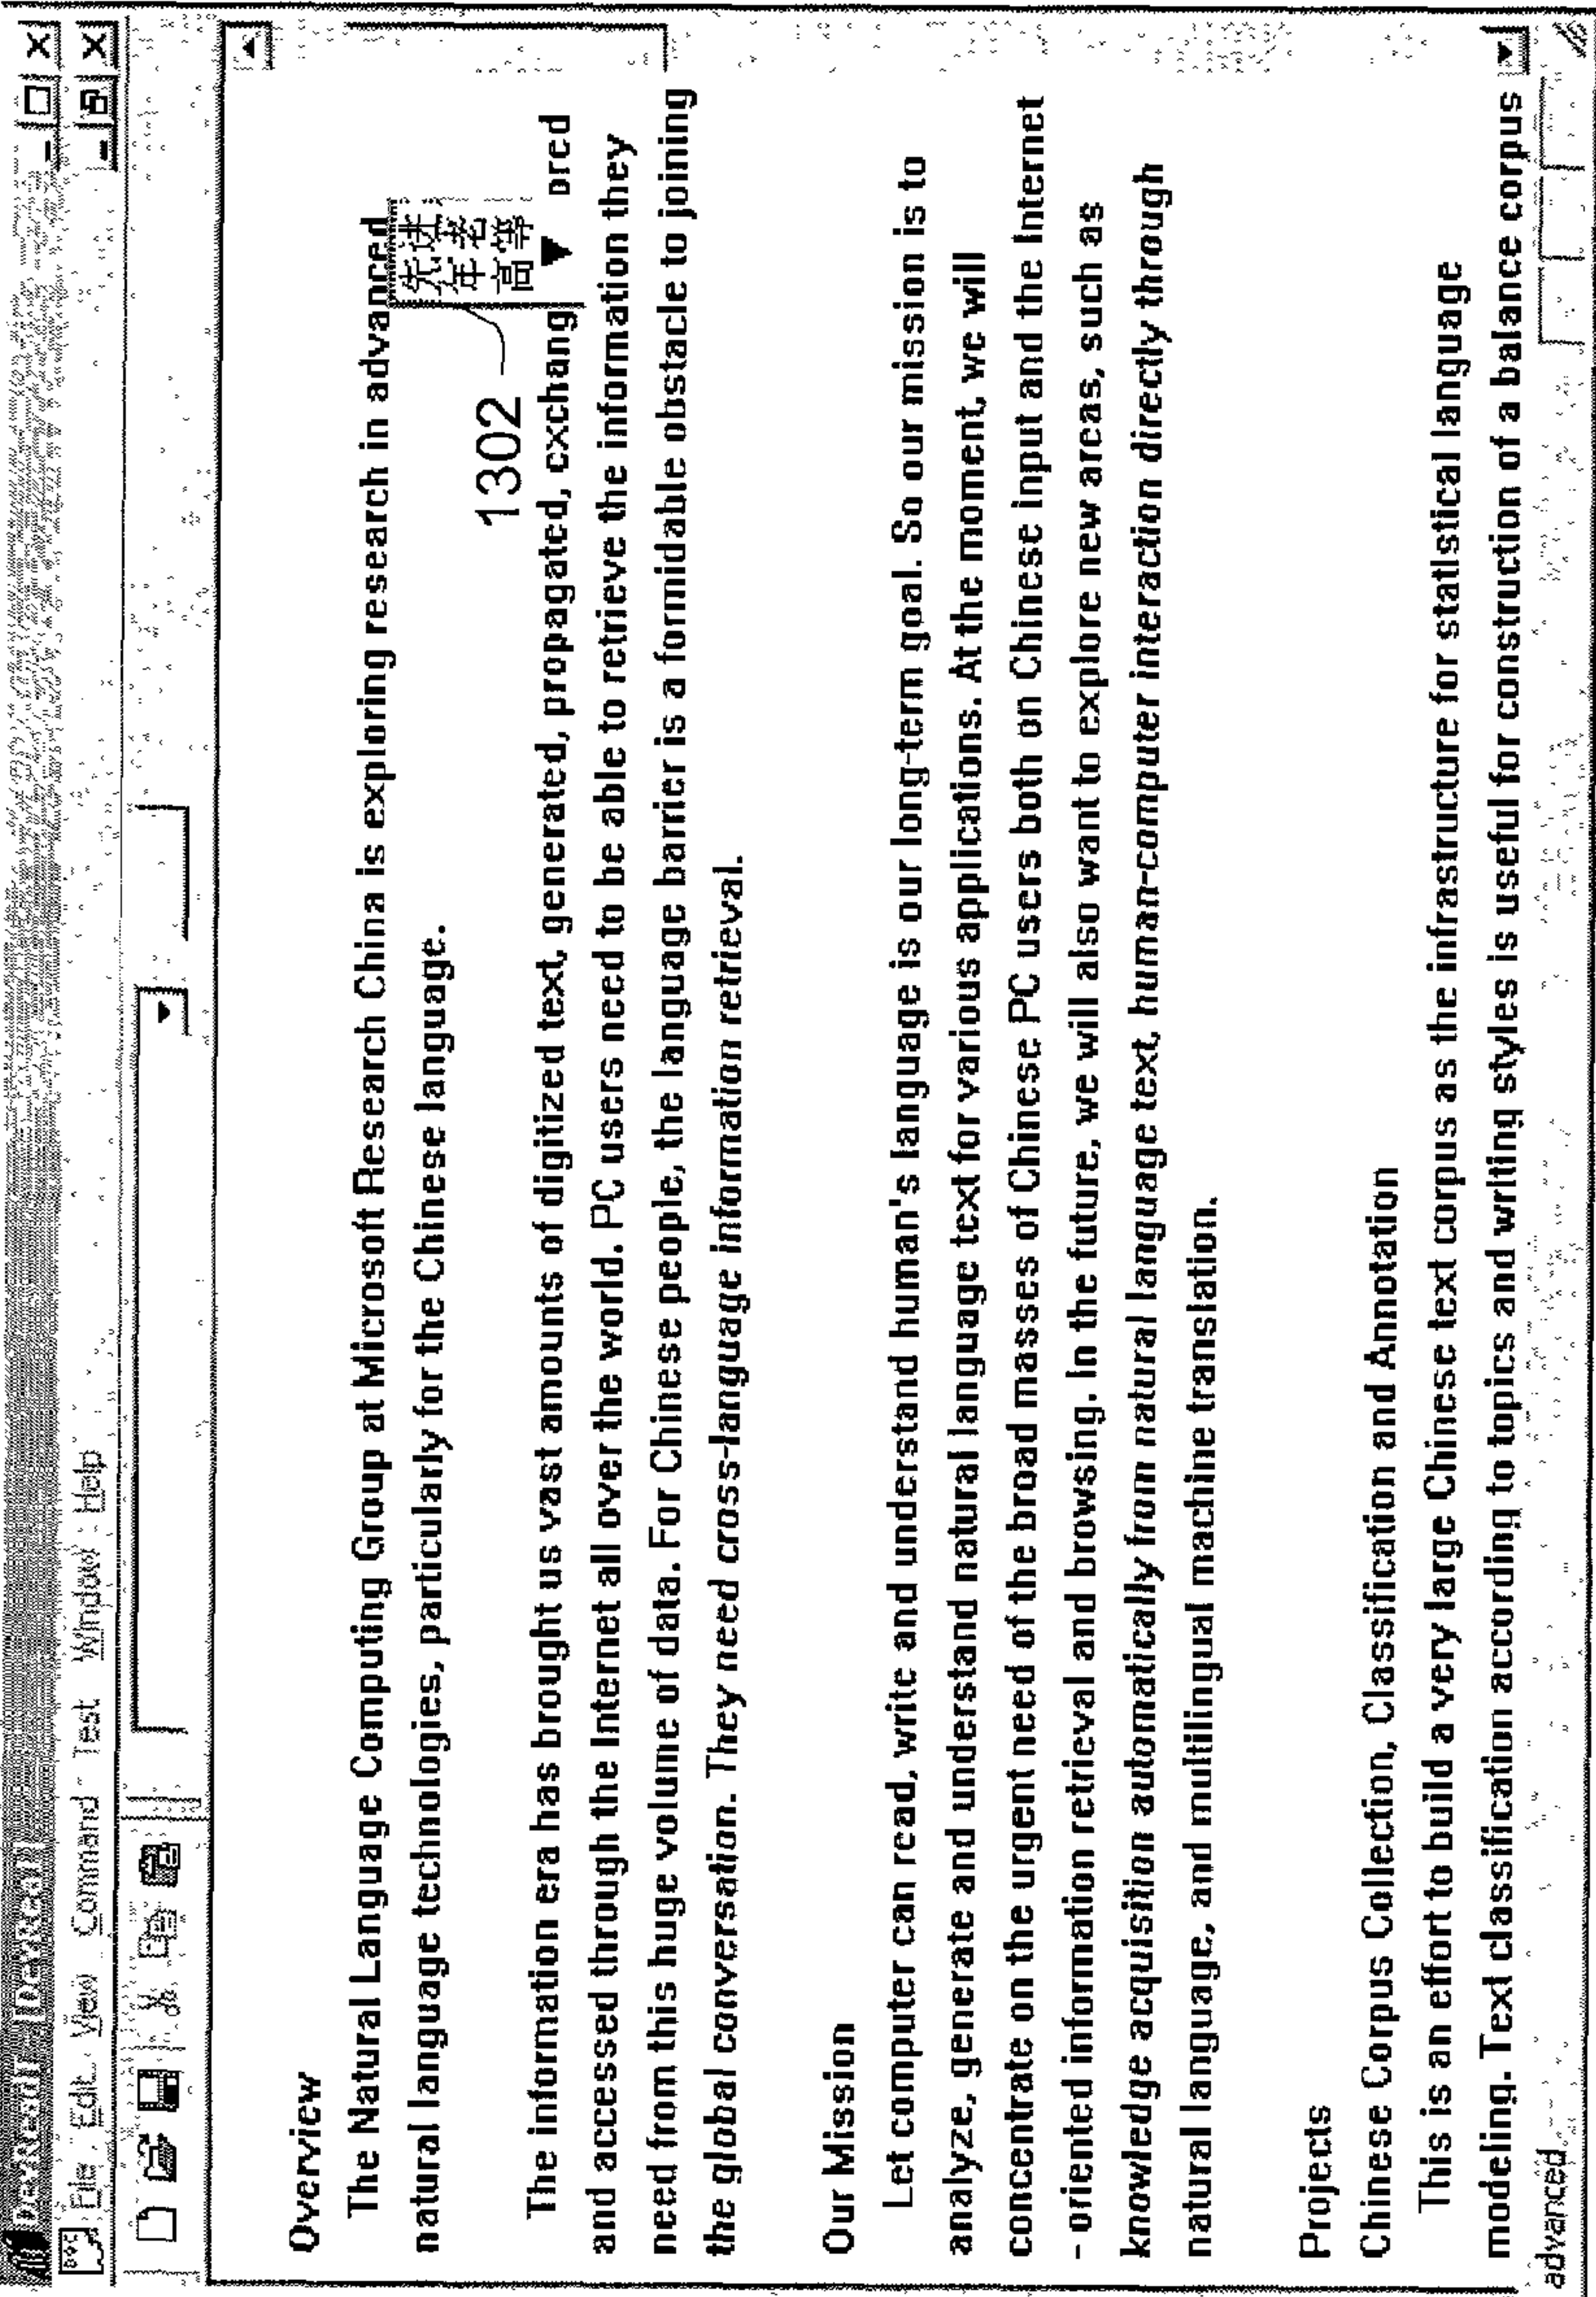 File Edit View Command Test Window Help
Overview
The Natural Language Computing Group at Microsoft Research China is exploring research in advanced
natural language technologies, particularly for the Chinese language.
先进
年老
高等
1302
The information era has brought us vast amounts of digitized text, generated, propagated, exchang ored
and accessed through the Internet all over the world. PC users need to be able to retrieve the information they
need from this huge volume of data. For Chinese people, the language barrier is a formidable obstacle to joining
the global conversation. They need cross-language information retrieval.
Our Mission
Let computer can read, write and understand human's language is our long-term goal. So our mission is to
analyze, generate and understand natural language text for various applications. At the moment, we will
concentrate on the urgent need of the broad masses of Chinese PC users both on Chinese input and the Internet
- oriented information retrieval and browsing. In the future, we will also want to explore new areas, such as
knowledge acquisition automatically from natural language text, human-computer interaction directly through
natural language, and multilingual machine translation.
Projects
Chinese Corpus Collection, Classification and Annotation
This is an effort to build a very large Chinese text corpus as the infrastructure for statistical language
modeling. Text classification according to topics and writing styles is useful for construction of a balance corpus
advanced